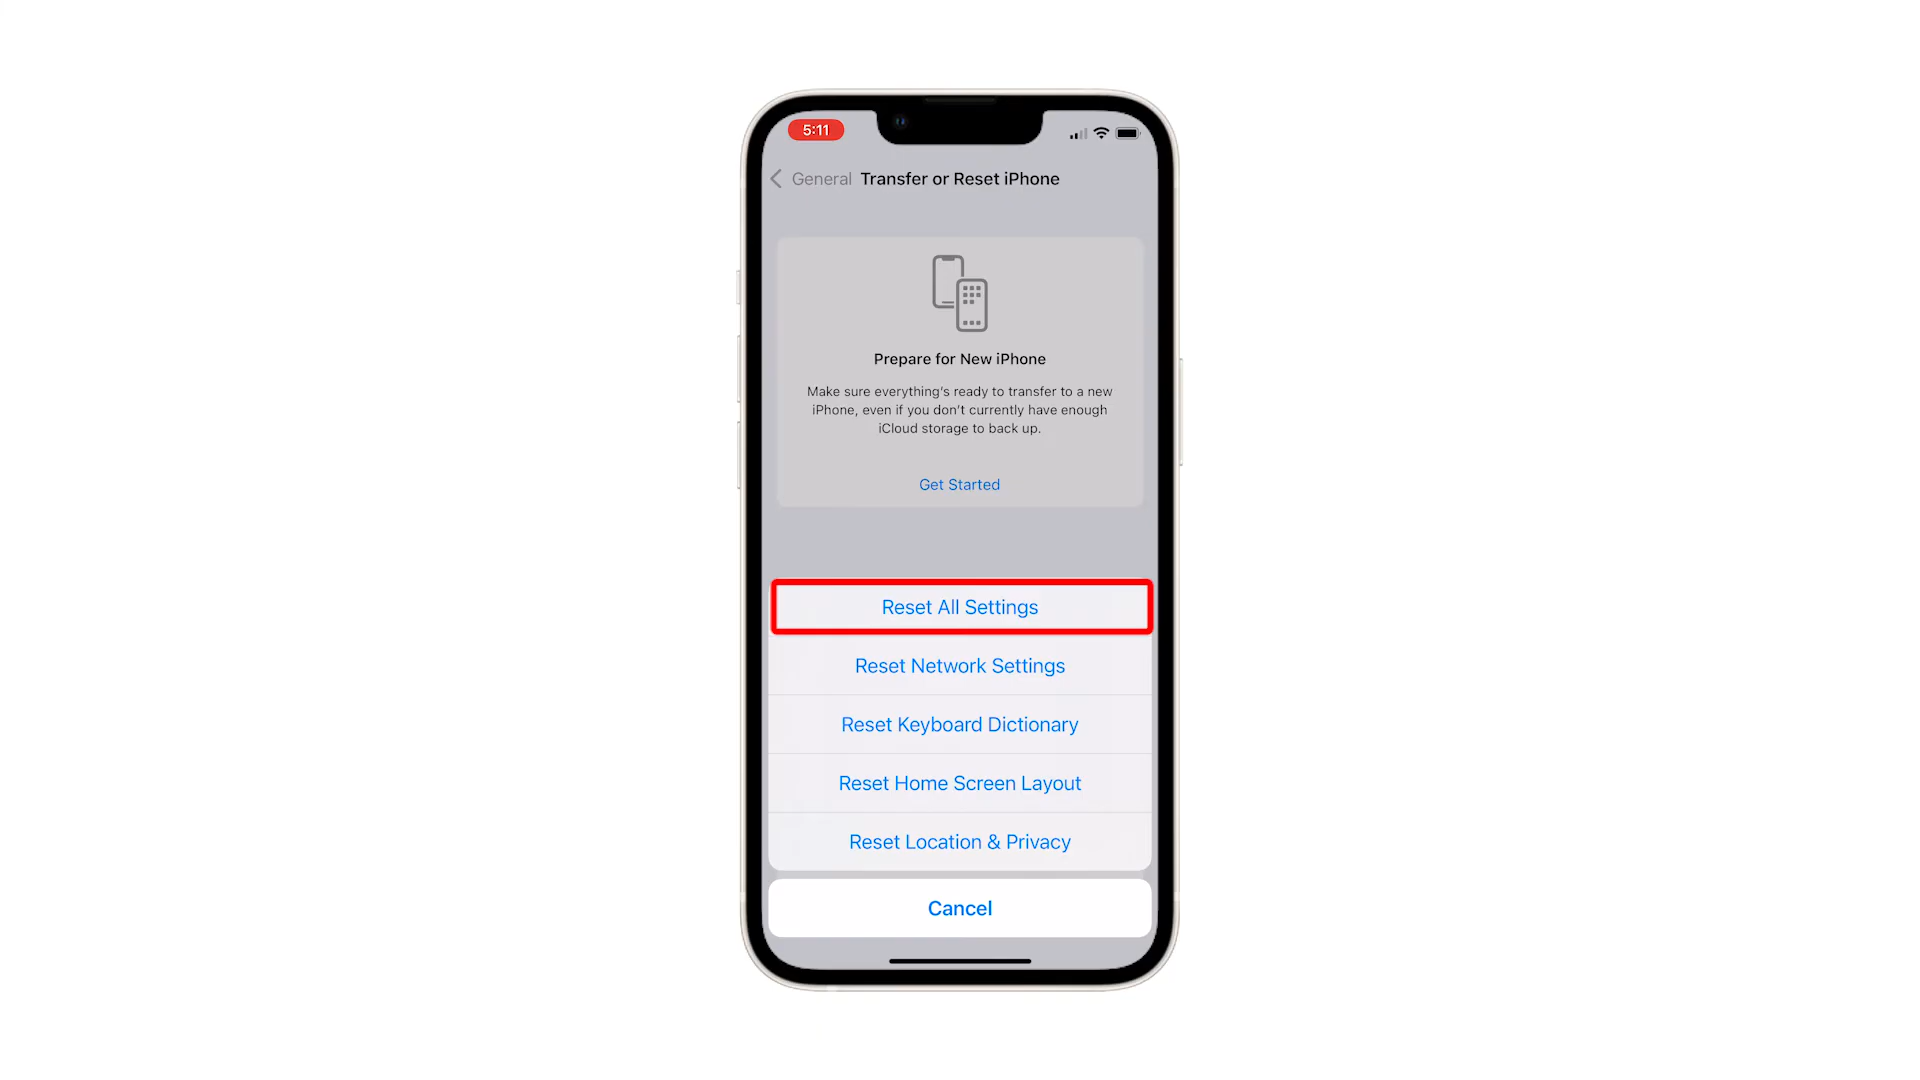 5:11
General Transfer or Reset iPhone
Prepare for New iPhone
Make sure everything's ready to transfer to a new
iPhone, even if you don't currently have enough
iCloud storage to back up.
Get Started
Reset All Settings
Reset Network Settings
Reset Keyboard Dictionary
Reset Home Screen Layout
Reset Location & Privacy
Cancel